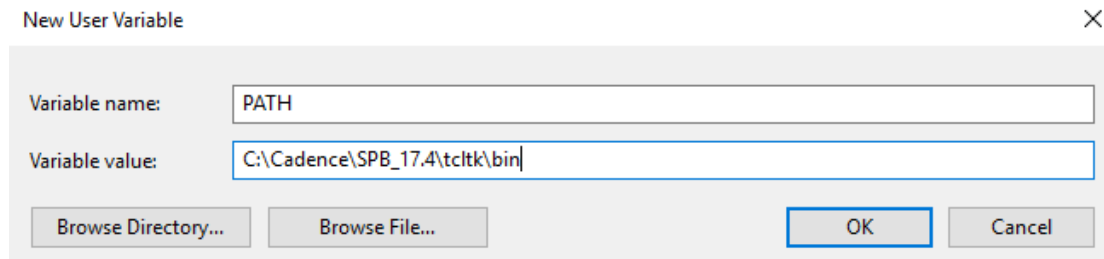 New User Variable
Variable name: PATH
Variable value: C:\Cadence\SPB_17.4\tcltk\bin
Browse Directory... Browse File... OK Cancel